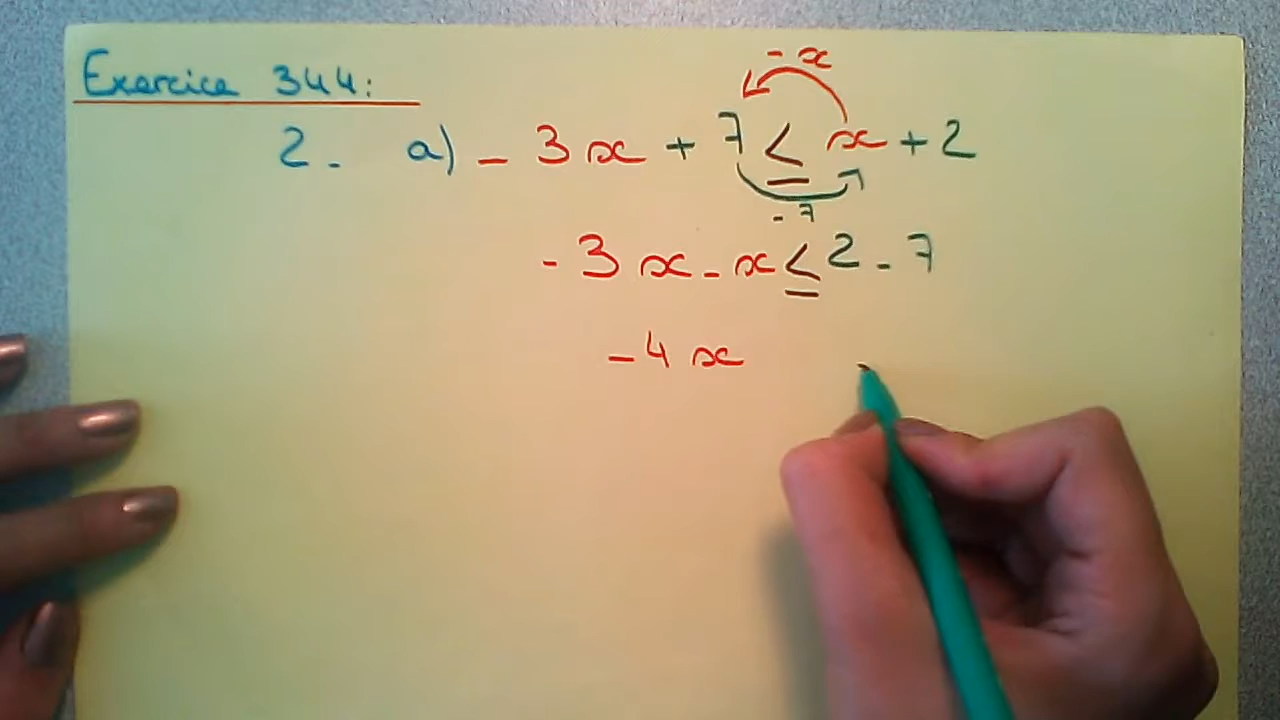 Exercice 344:
- x
2. a) - 3x + 7 ≤ x + 2
- 7
- 3x - x ≤ 2 - 7
- 4x